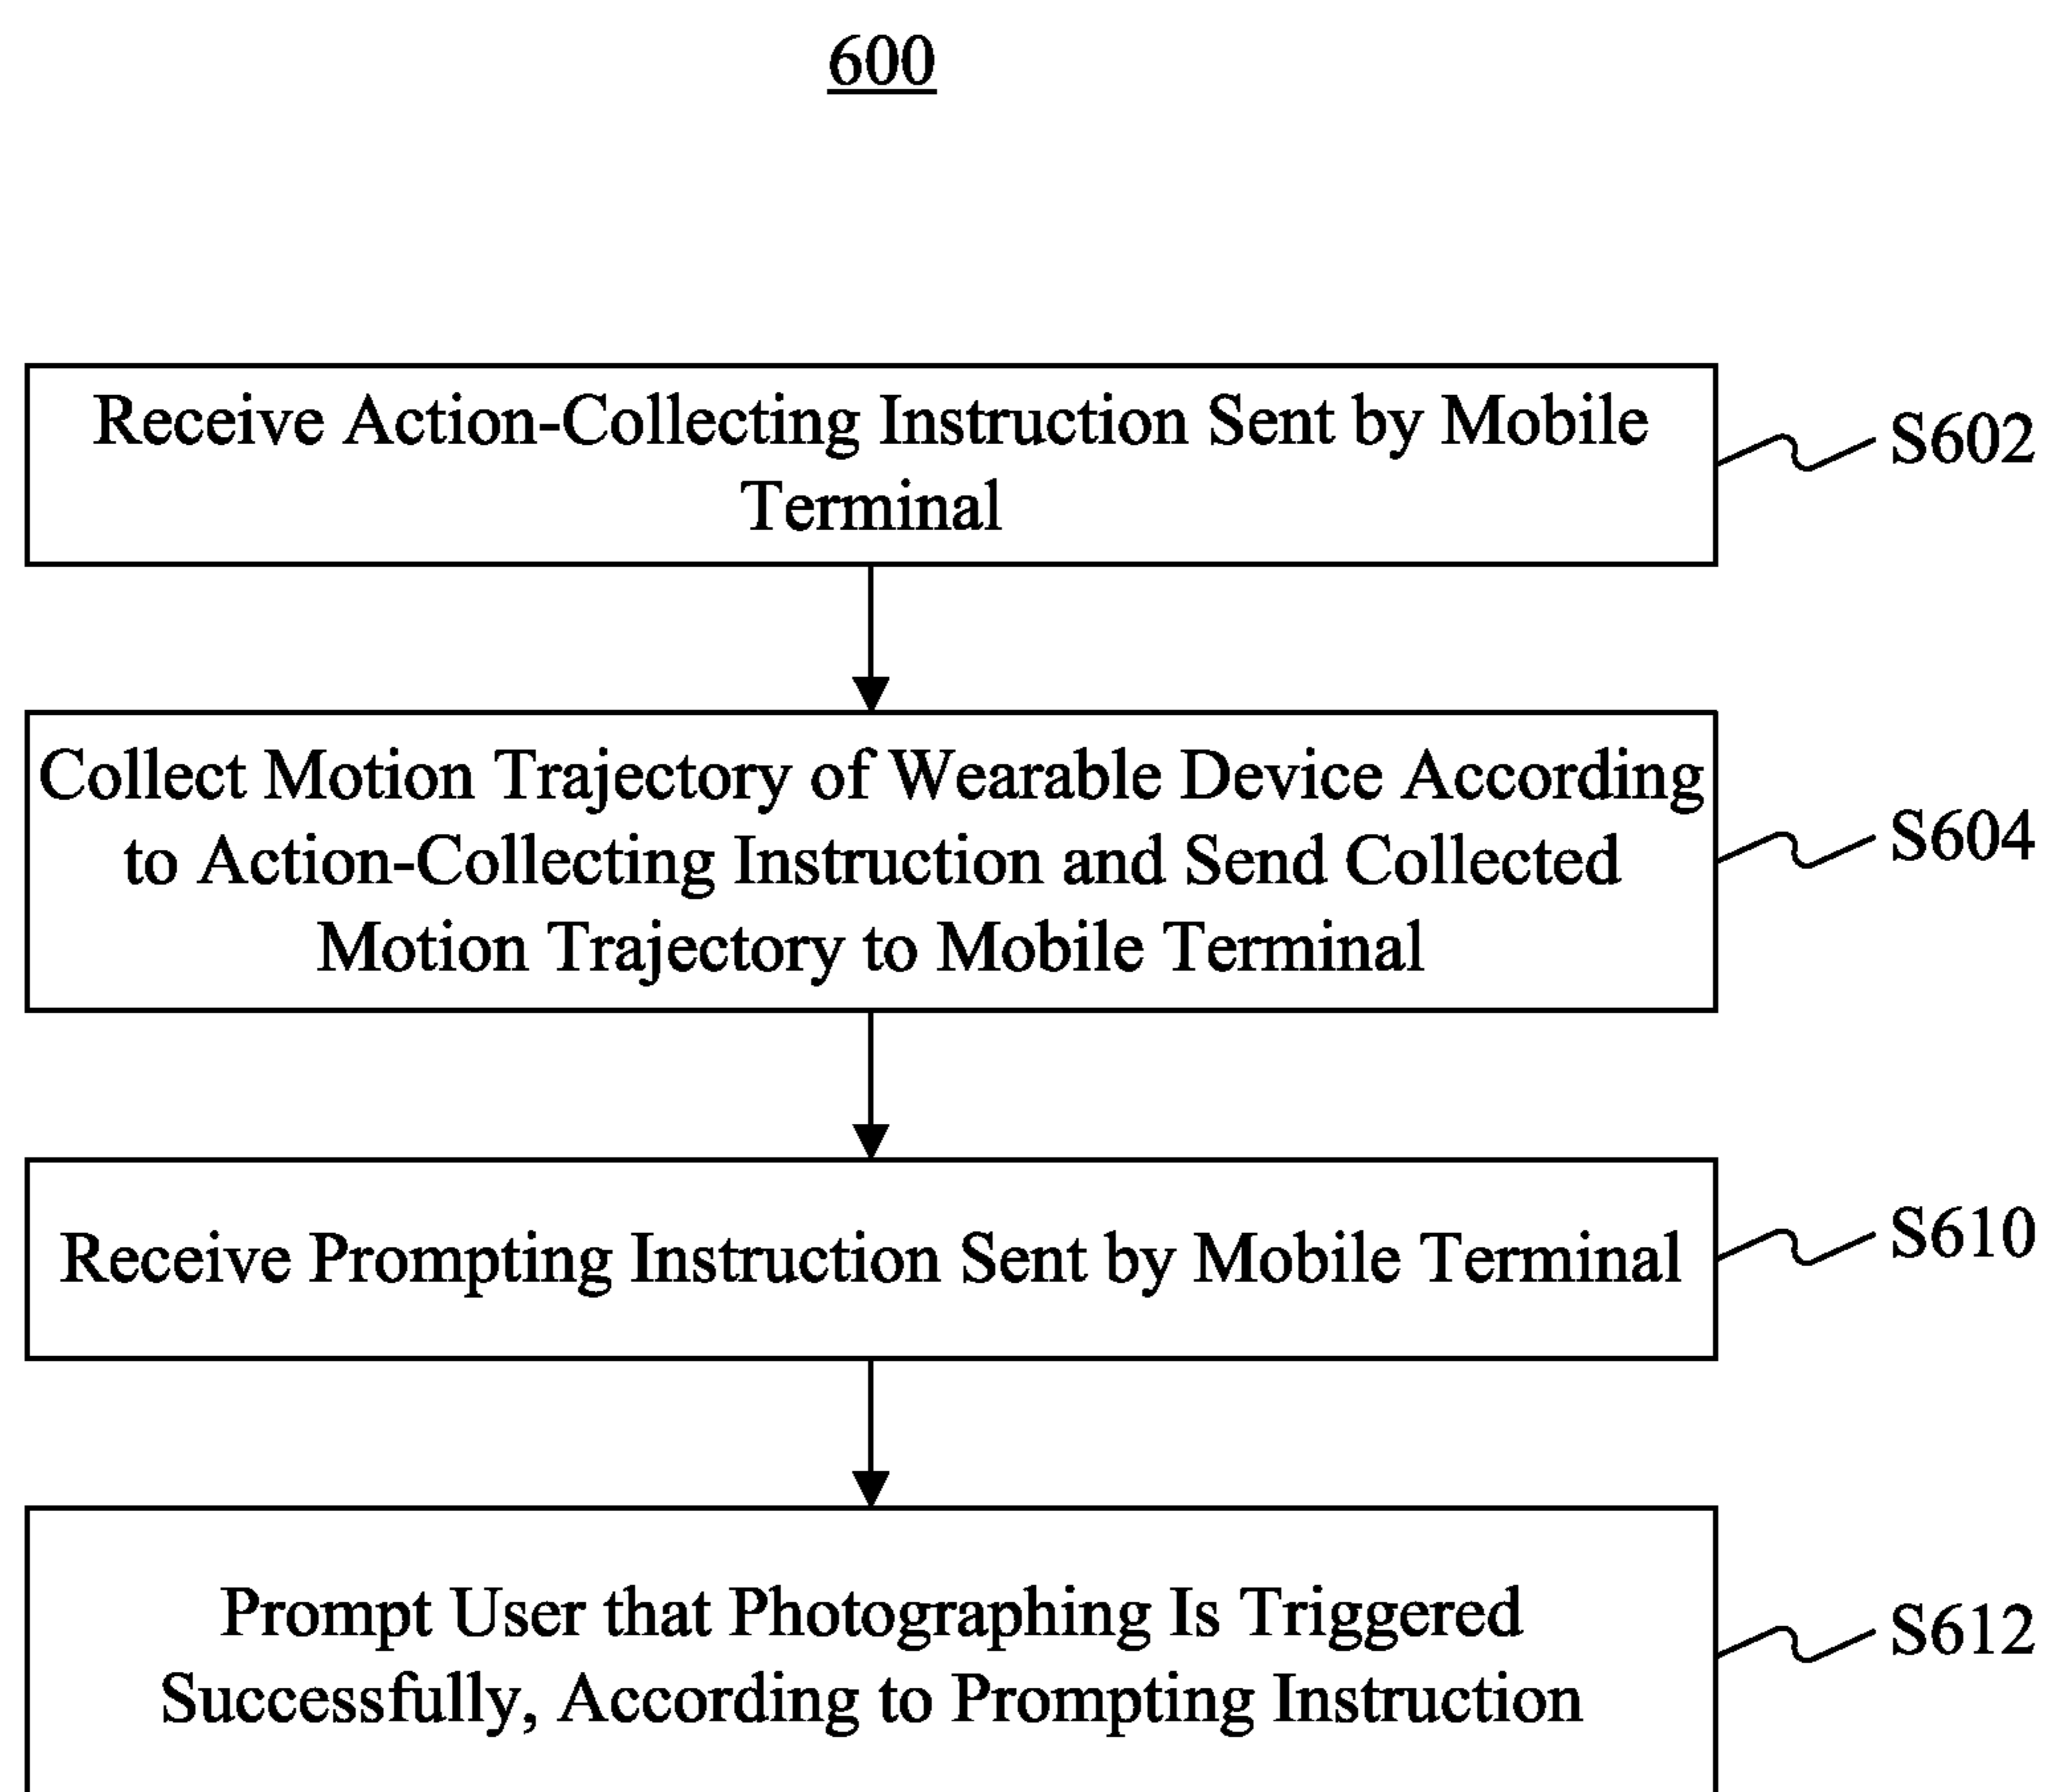 600
Receive Action-Collecting Instruction Sent by Mobile
Terminal
S602
Collect Motion Trajectory of Wearable Device According
to Action-Collecting Instruction and Send Collected
Motion Trajectory to Mobile Terminal
S604
Receive Prompting Instruction Sent by Mobile Terminal
S610
Prompt User that Photographing Is Triggered
Successfully, According to Prompting Instruction
S612